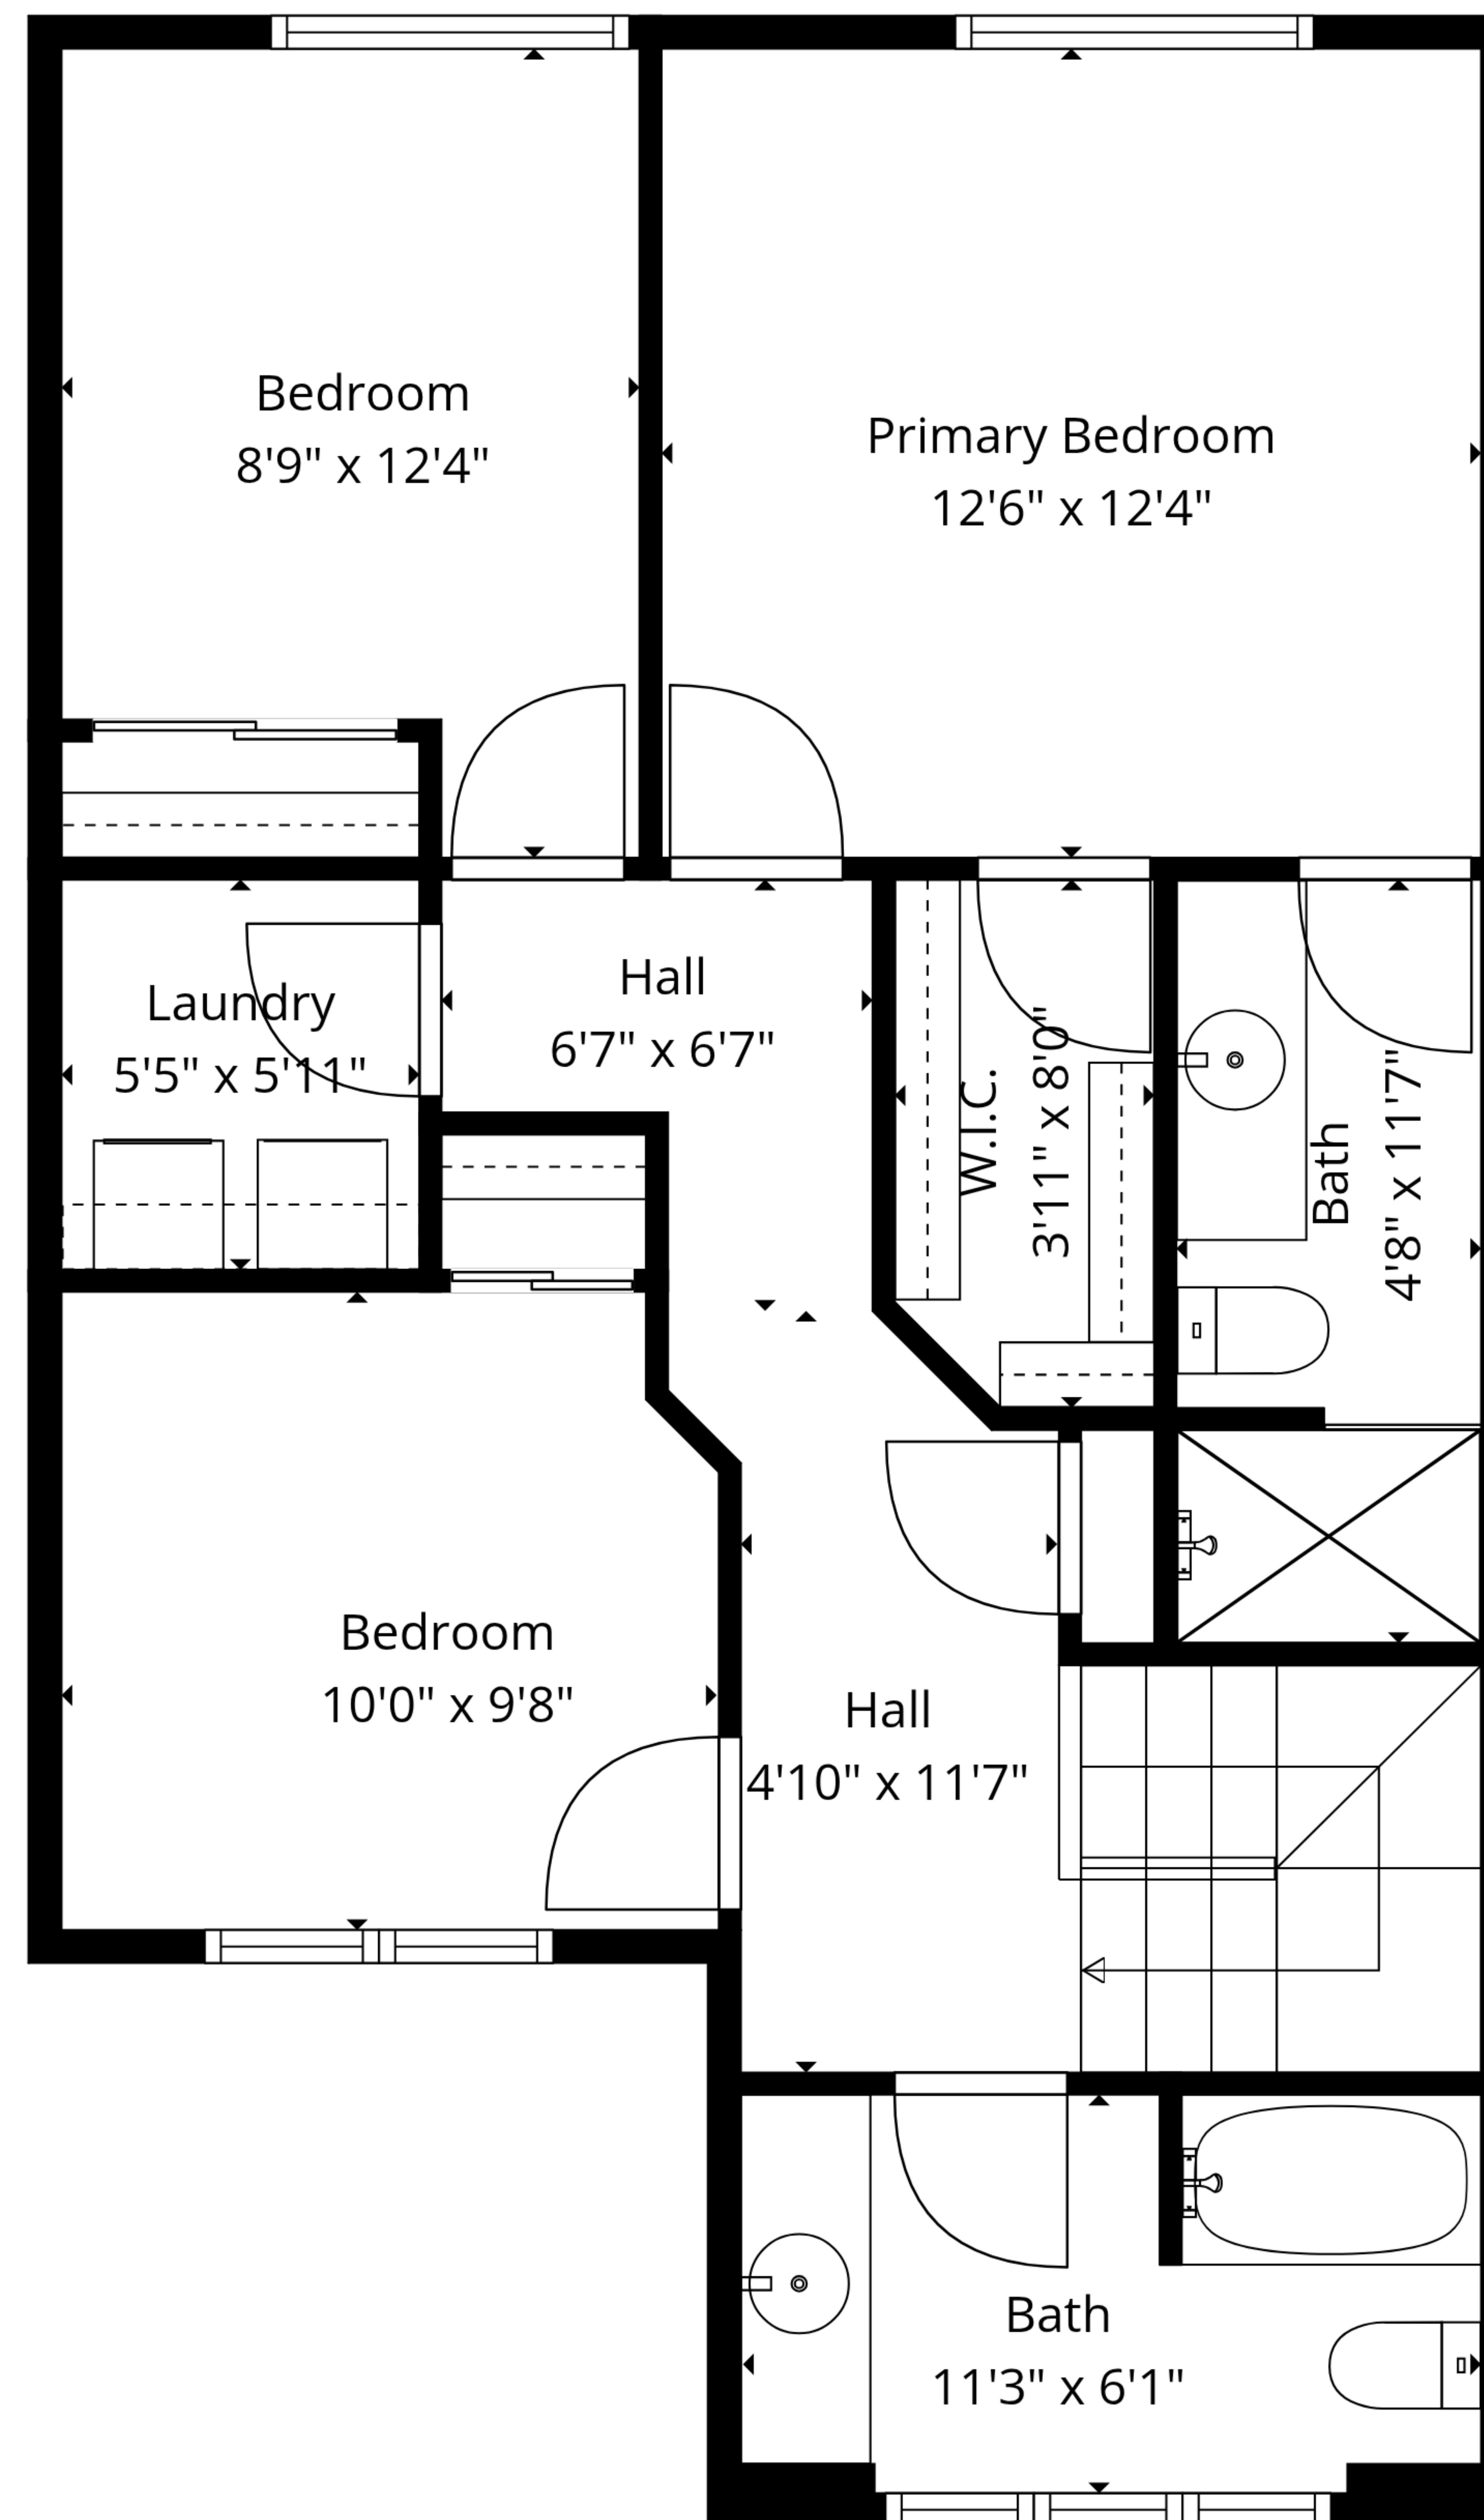 Bedroom
8'9" x 12'4"
Primary Bedroom
12'6" x 12'4"
Laundry
5'5" x 5'11"
Hall
6'7" x 6'7"
W.I.C.
3'11" x 8'0"
Bath
4'8" x 11'7"
Bedroom
10'0" x 9'8"
Hall
4'10" x 11'7"
Bath
11'3" x 6'1"